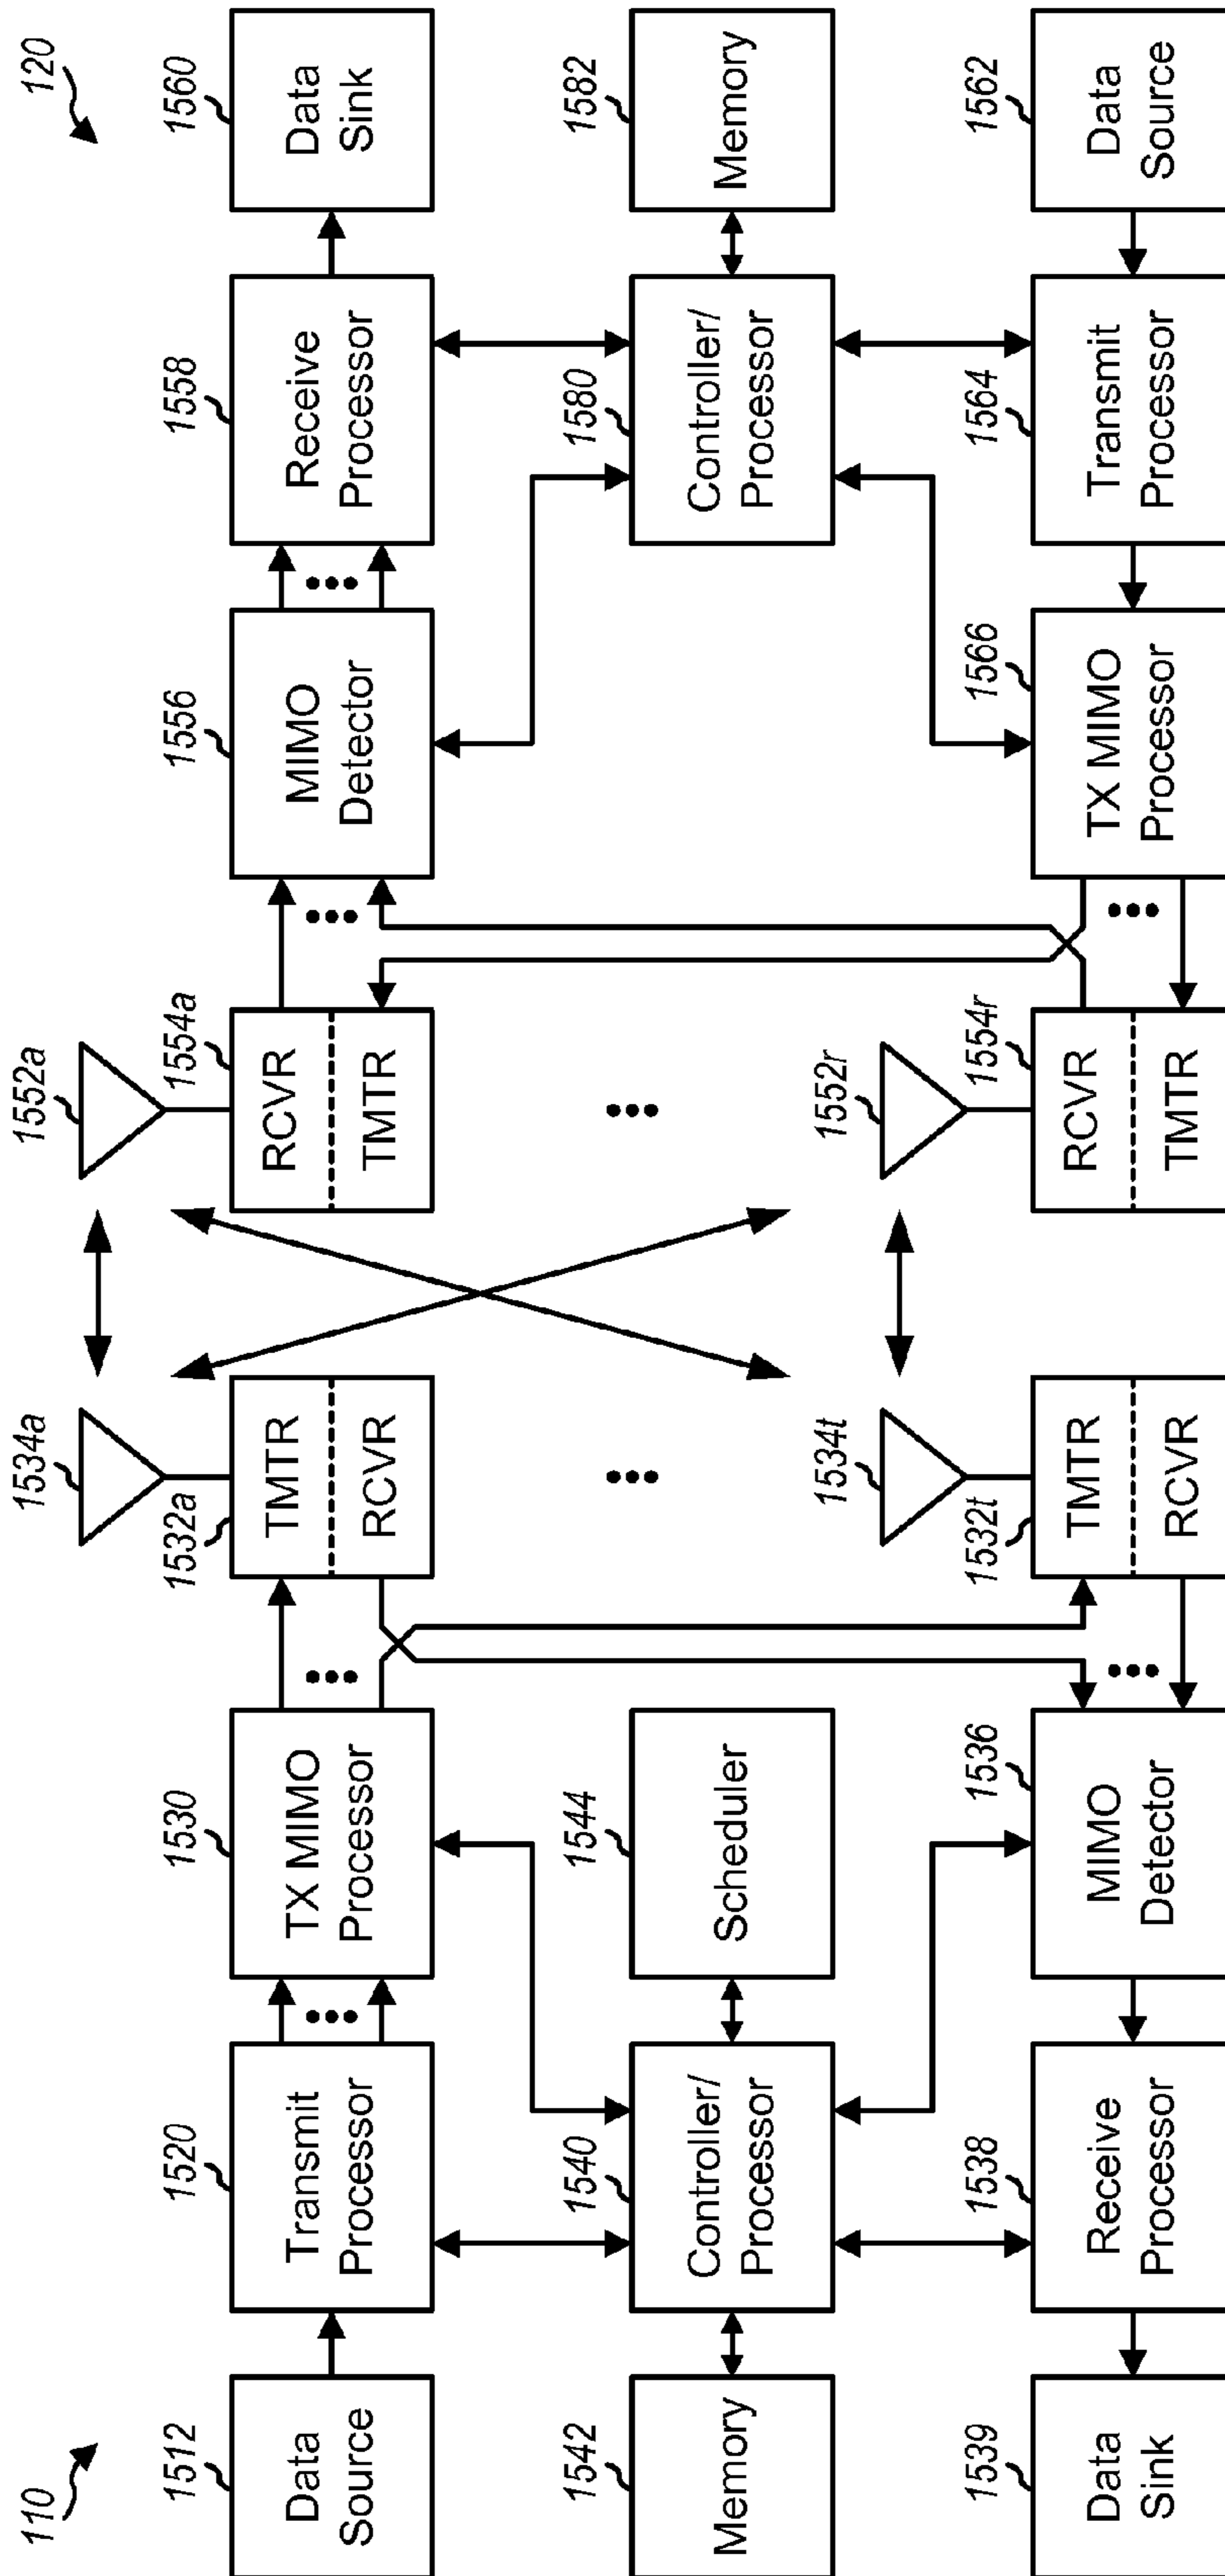 110
1512
Data
Source
1520
Transmit
Processor
1530
TX MIMO
Processor
1534a
1532a
TMTR
RCVR
1552a
1554a
RCVR
TMTR
1556
MIMO
Detector
1558
Receive
Processor
1560
Data
Sink
120
1542
Memory
1540
Controller/
Processor
1544
Scheduler
1580
Controller/
Processor
1582
Memory
1539
Data
Sink
1538
Receive
Processor
1536
MIMO
Detector
1534t
1532t
TMTR
RCVR
1552r
1554r
RCVR
TMTR
1566
TX MIMO
Processor
1564
Transmit
Processor
1562
Data
Source